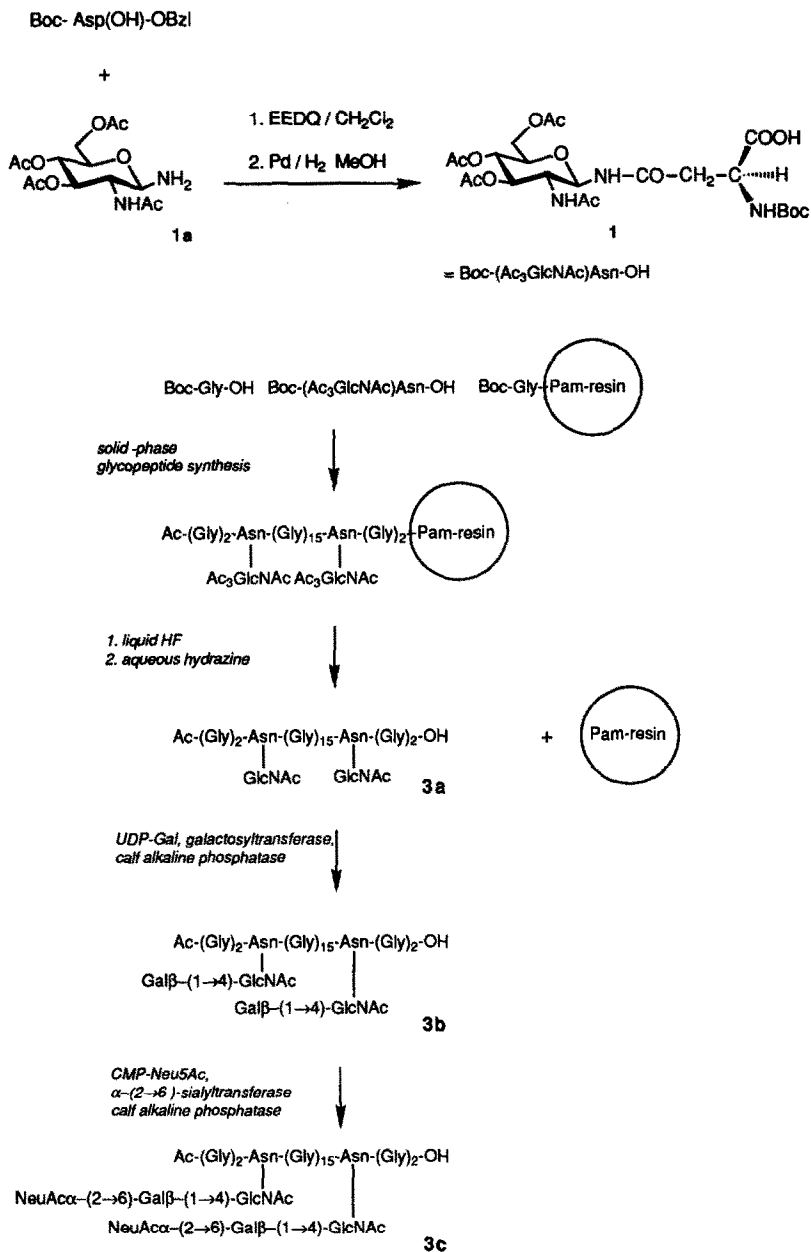 Boc- Asp(OH)-OBzl
+
OAc
AcO
AcO
O
NH₂
NHAc
1a
1. EEDQ / CH₂Cl₂
2. Pd / H₂ MeOH
OAc
AcO
AcO
O
NH–CO–CH₂
NHAc
COOH
H
NHBoc
1
= Boc-(Ac₃GlcNAc)Asn-OH
Boc-Gly-OH Boc-(Ac₃GlcNAc)Asn-OH Boc-Gly-Pam-resin
solid -phase
glycopeptide synthesis
Ac-(Gly)₂-Asn-(Gly)₁₅-Asn-(Gly)₂-Pam-resin
Ac₃GlcNAc Ac₃GlcNAc
1. liquid HF
2. aqueous hydrazine
Ac-(Gly)₂-Asn-(Gly)₁₅-Asn-(Gly)₂-OH + Pam-resin
GlcNAc GlcNAc
3a
UDP-Gal, galactosyltransferase,
calf alkaline phosphatase
Ac-(Gly)₂-Asn-(Gly)₁₅-Asn-(Gly)₂-OH
Galβ–(1→4)-GlcNAc
Galβ–(1→4)-GlcNAc
3b
CMP-Neu5Ac,
α–(2→6 )-sialyltransferase
calf alkaline phosphatase
Ac-(Gly)₂-Asn-(Gly)₁₅-Asn-(Gly)₂-OH
NeuAcα–(2→6)-Galβ–(1→4)-GlcNAc
NeuAcα–(2→6)-Galβ–(1→4)-GlcNAc
3c